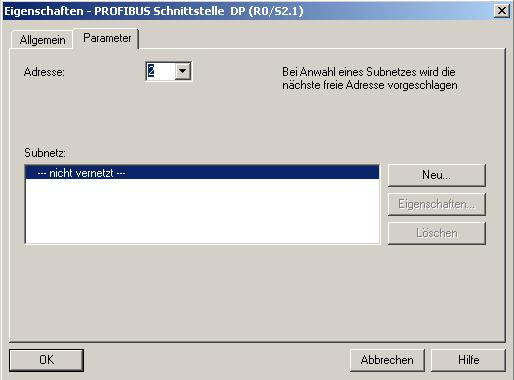 Eigenschaften - PROFIBUS Schnittstelle DP (R0/S2.1)
Allgemein
Parameter
Adresse:
2
Bei Anwahl eines Subnetzes wird die
nächste freie Adresse vorgeschlagen
Subnetz:
--- nicht vernetzt ---
Neu...
Eigenschaften...
Löschen
OK
Abbrechen
Hilfe